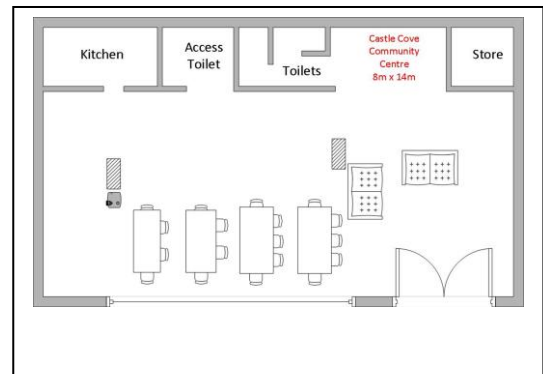 Kitchen
Access
Toilet
Toilets
Castle Cove
Community
Centre
8m x 14m
Store